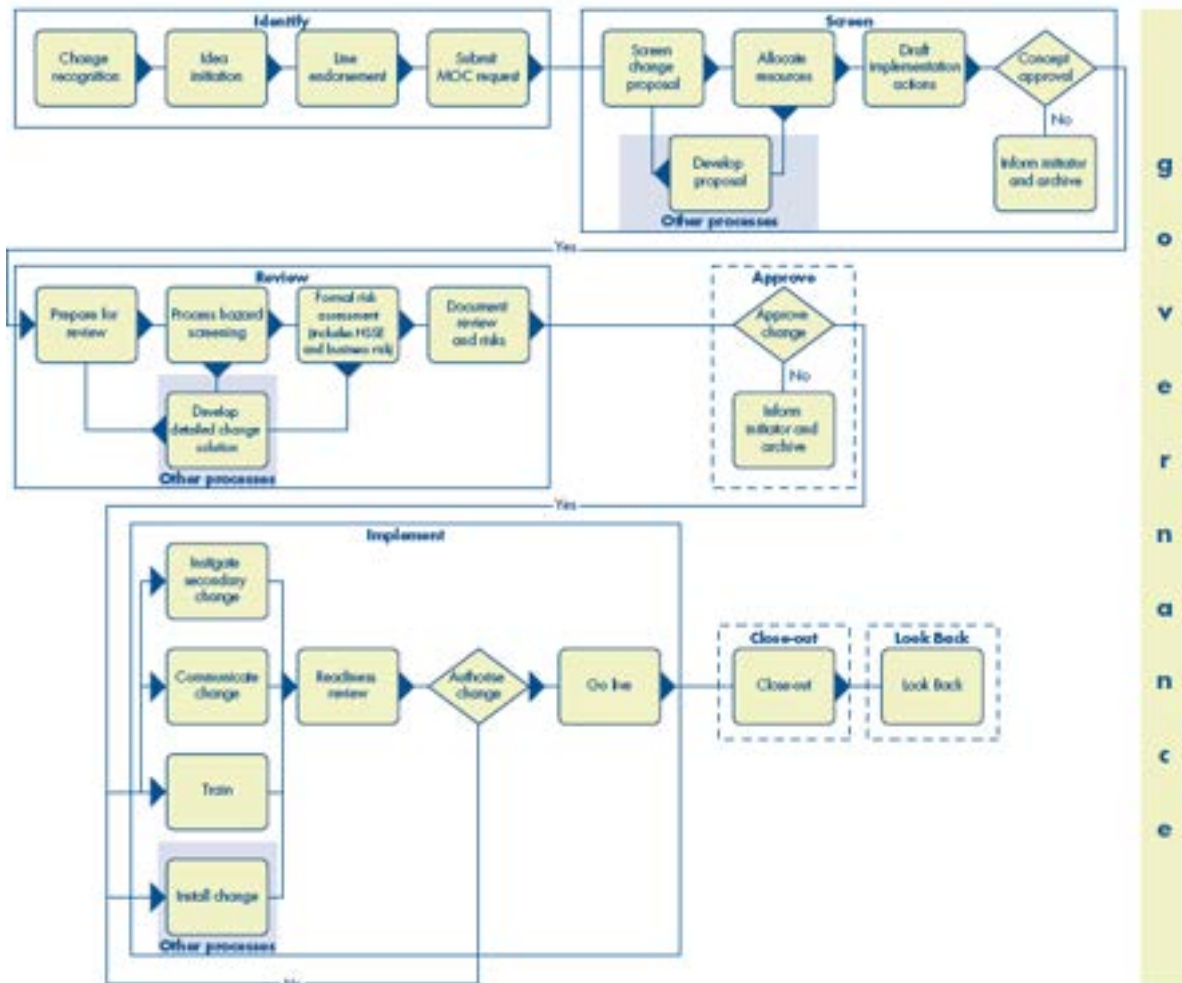 Identify
Change
recognition
Idea
initiation
Line
endorsement
Submit
MOC request
Screen
Screen
change
proposal
Allocate
resources
Draft
implementation
actions
Concept
approval
No
Inform initiator
and archive
Develop
proposal
Other processes
Yes
Review
Prepare for
review
Process hazard
screening
Formal risk
assessment
(includes HSSE
and business risk)
Document
review
and risks
Develop
detailed change
solution
Other processes
Approve
Approve
change
No
Inform
initiator and
archive
Yes
Implement
Instigate
secondary
change
Communicate
change
Train
Install change
Other processes
Readiness
review
Authorise
change
Go live
No
Close-out
Close-out
Look Back
Look Back
governance